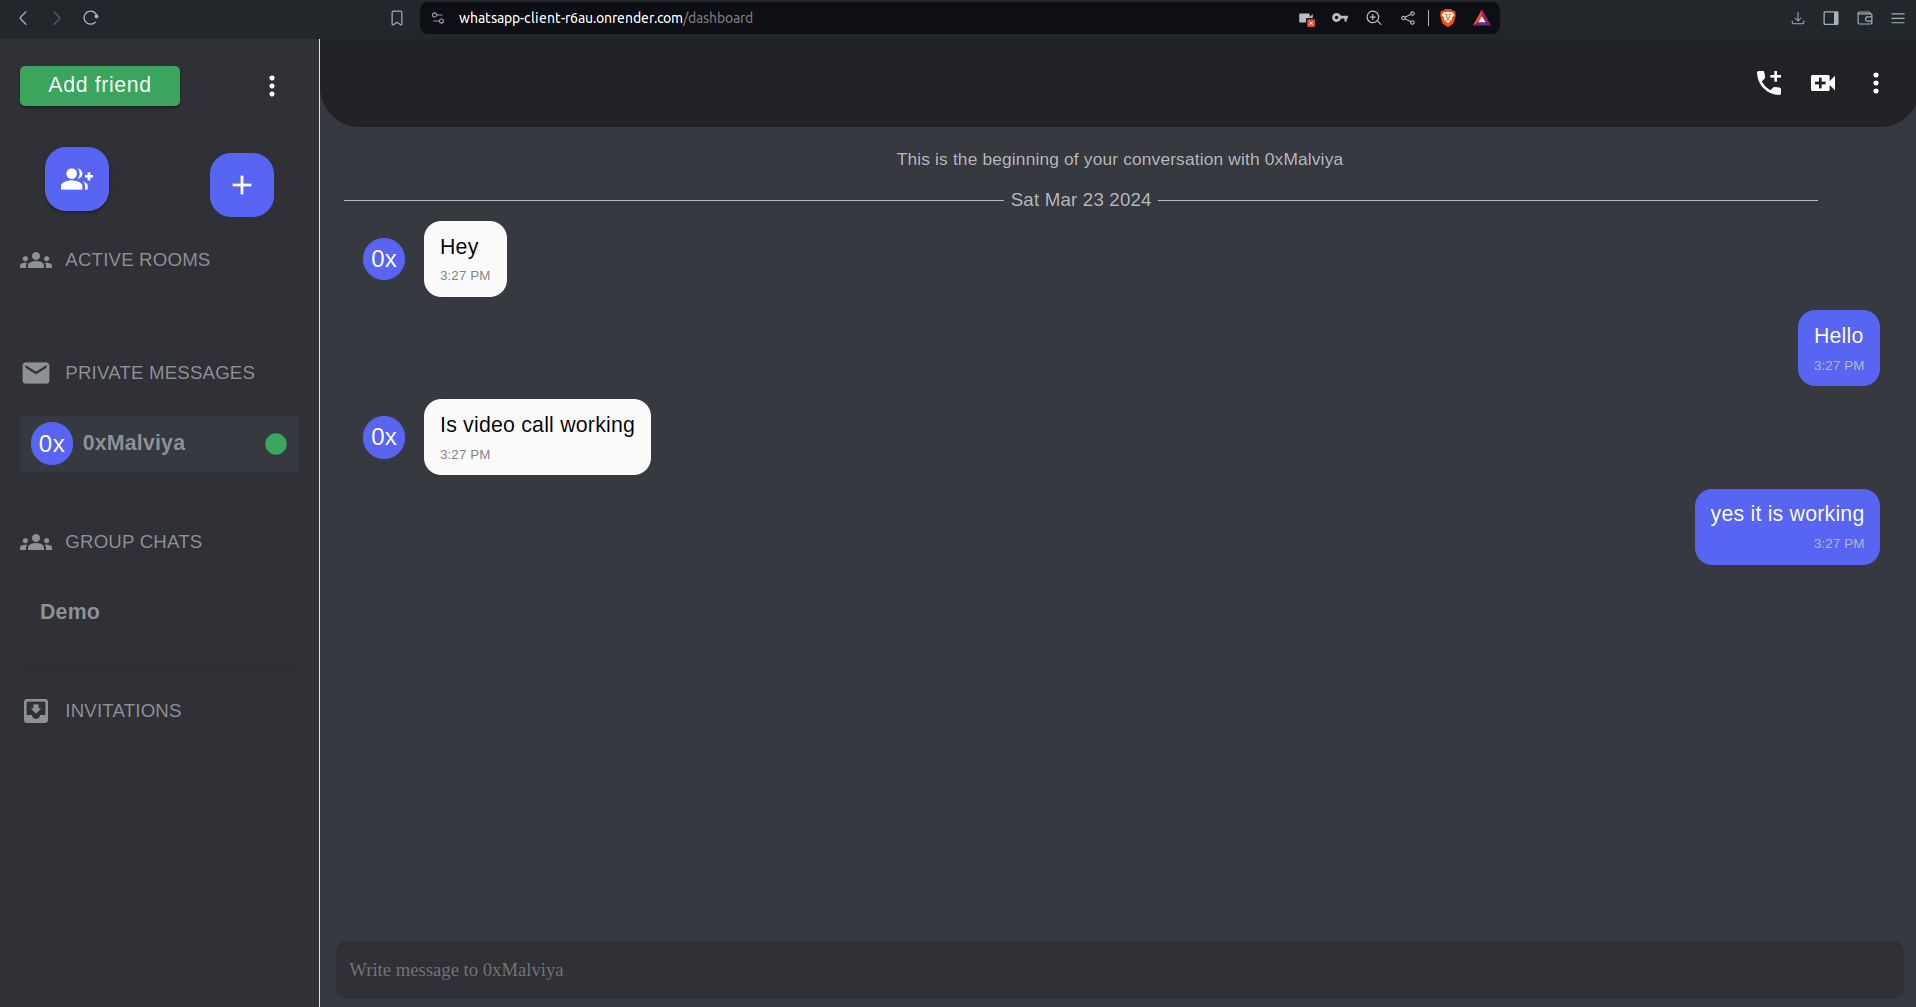 whatsapp-client-r6au.onrender.com/dashboard
Add friend
ACTIVE ROOMS
PRIVATE MESSAGES
0x 0xMalviya
GROUP CHATS
Demo
INVITATIONS
This is the beginning of your conversation with 0xMalviya
Sat Mar 23 2024
0x
Hey
3:27 PM
Hello
3:27 PM
0x
Is video call working
3:27 PM
yes it is working
3:27 PM
Write message to 0xMalviya